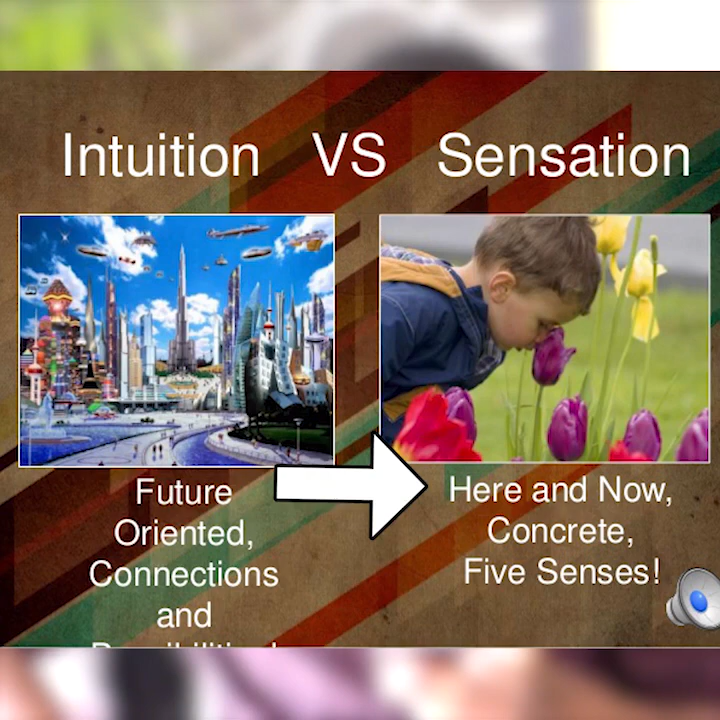 Intuition VS Sensation
Future
Oriented,
Connections
and
Here and Now,
Concrete,
Five Senses!